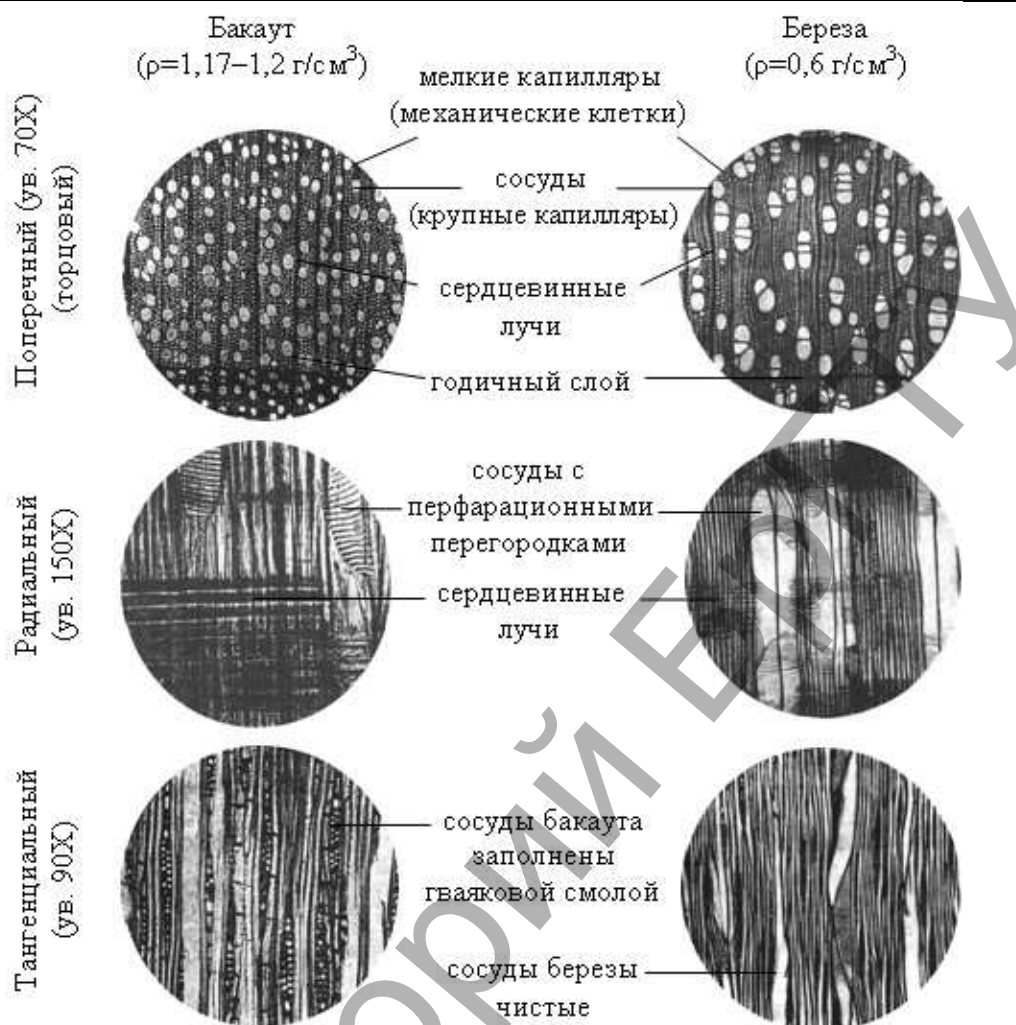 Бакаут
(ρ=1,17–1,2 г/см³)
Береза
(ρ=0,6 г/см³)
Поперечный (ув. 70Х)
(торцовый)
мелкие капилляры
(механические клетки)
сосуды
(крупные капилляры)
сердцевинные
лучи
годичный слой
Радиальный
(ув. 150Х)
сосуды с
перфарационными
перегородками
сердцевинные
лучи
Тангенциальный
(ув. 90Х)
сосуды бакаута
заполнены
гваяковой смолой
сосуды березы
чистые
орий БрГТУ